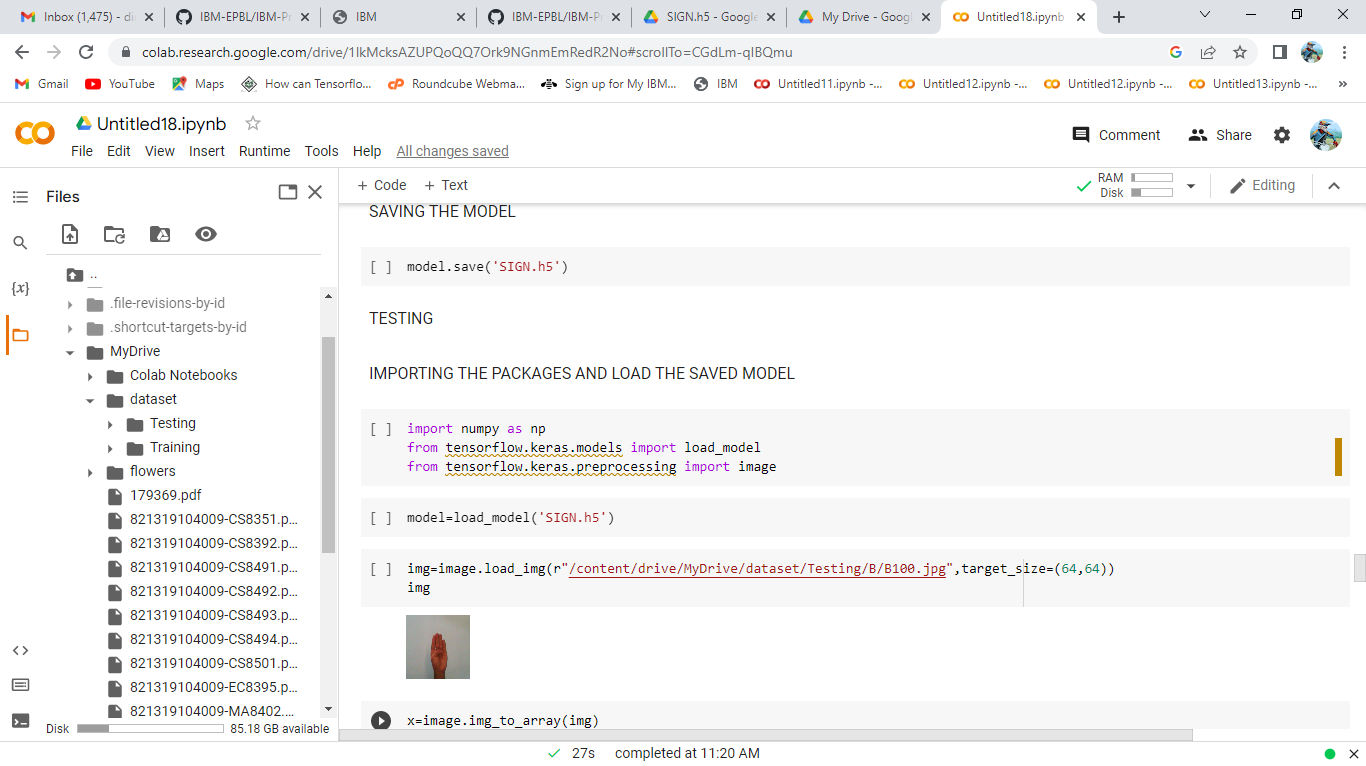 Inbox (1,475) - di
IBM-EPBL/IBM-Pr
IBM
IBM-EPBL/IBM-Pr
SIGN.h5 - Google
My Drive - Googl
Untitled18.ipynb
colab.research.google.com/drive/1IkMcksAZUPQoQQ7Ork9NGnmEmRedR2No#scrollTo=CGdLm-qIBQmu
Gmail
YouTube
Maps
How can Tensorflo...
Roundcube Webma...
Sign up for My IBM...
IBM
Untitled11.ipynb -...
Untitled12.ipynb -...
Untitled12.ipynb -...
Untitled13.ipynb -...
»
Untitled18.ipynb
Comment
Share
File Edit View Insert Runtime Tools Help All changes saved
Files
+ Code + Text
RAM
Disk
Editing
{x}
..
.file-revisions-by-id
.shortcut-targets-by-id
MyDrive
Colab Notebooks
dataset
Testing
Training
flowers
179369.pdf
821319104009-CS8351.p...
821319104009-CS8392.p...
821319104009-CS8491.p...
821319104009-CS8492.p...
821319104009-CS8493.p...
821319104009-CS8494.p...
821319104009-CS8501.p...
821319104009-EC8395.p...
821319104009-MA8402....
Disk 85.18 GB available
SAVING THE MODEL
[ ] model.save('SIGN.h5')
TESTING
IMPORTING THE PACKAGES AND LOAD THE SAVED MODEL
[ ] import numpy as np
from tensorflow.keras.models import load_model
from tensorflow.keras.preprocessing import image
[ ] model=load_model('SIGN.h5')
[ ] img=image.load_img(r"/content/drive/MyDrive/dataset/Testing/B/B100.jpg",target_size=(64,64))
img
x=image.img_to_array(img)
27s completed at 11:20 AM